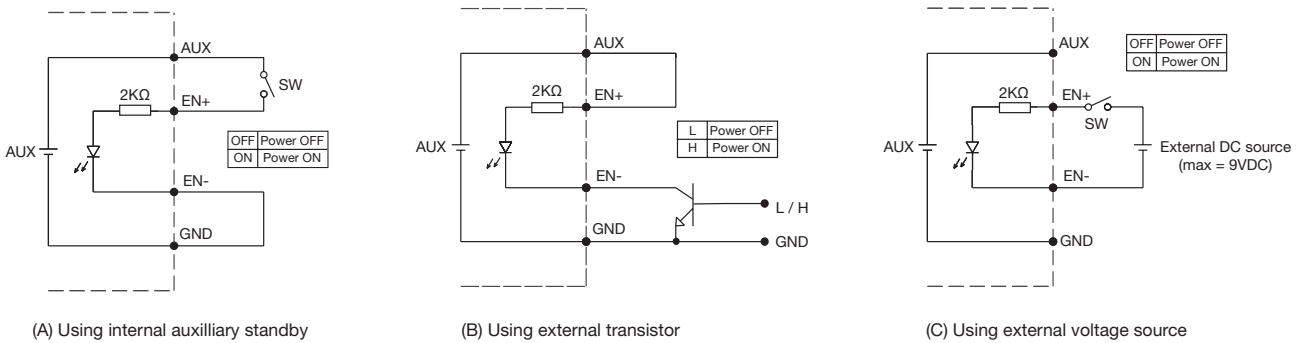 AUX
SW
2KΩ
EN+
OFF Power OFF
ON Power ON
AUX
EN-
GND
(A) Using internal auxilliary standby
AUX
2KΩ
EN+
L Power OFF
H Power ON
AUX
EN-
L / H
GND
GND
(B) Using external transistor
AUX
OFF Power OFF
ON Power ON
2KΩ
EN+
SW
AUX
External DC source
(max = 9VDC)
EN-
GND
(C) Using external voltage source